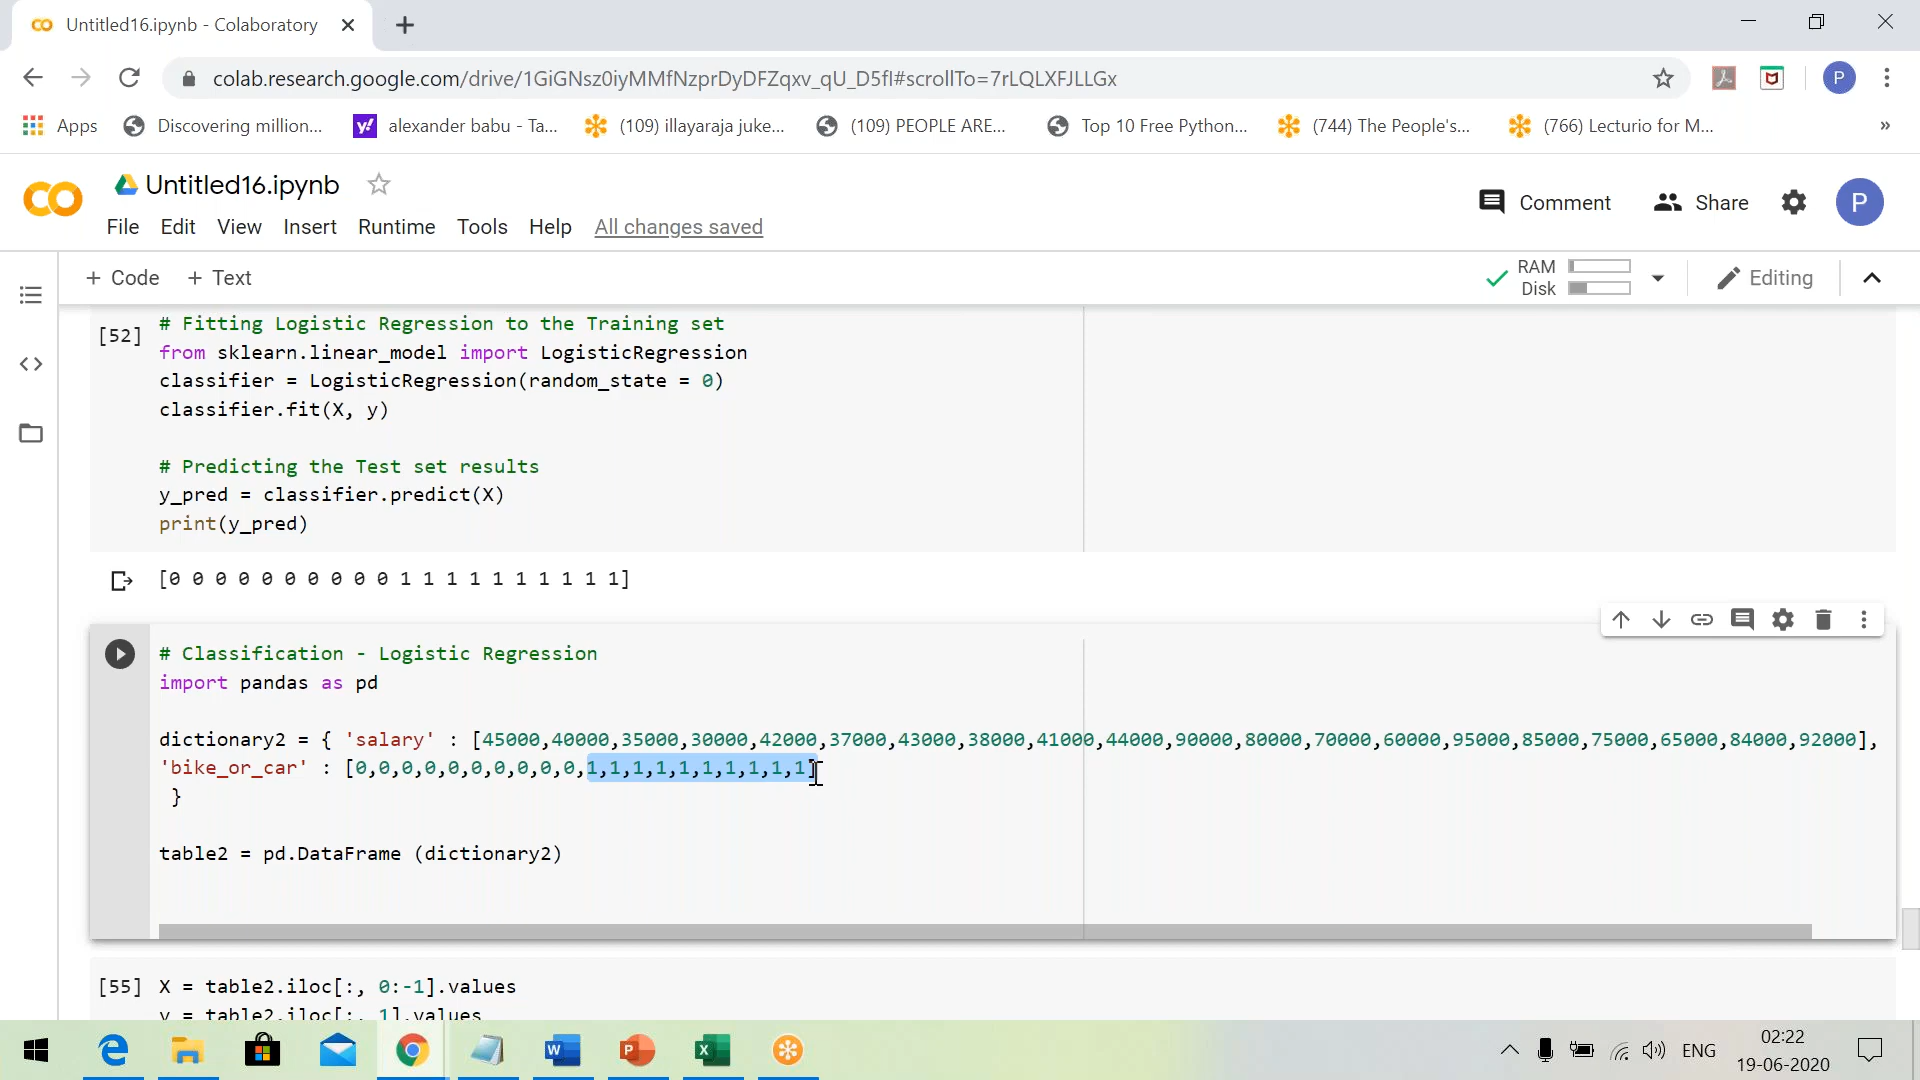 Untitled16.ipynb - Colaboratory
colab.research.google.com/drive/1GiGNsz0iyMMfNzprDyDFZqxv_qU_D5fI#scrollTo=7rLQLXFJLLGx
P
Apps Discovering million... alexander babu - Ta... (109) illayaraja juke... (109) PEOPLE ARE... Top 10 Free Python... (744) The People's... (766) Lecturio for M... »
Untitled16.ipynb
Comment Share P
File Edit View Insert Runtime Tools Help All changes saved
+ Code + Text
RAM
Disk
Editing
[52]
# Fitting Logistic Regression to the Training set
from sklearn.linear_model import LogisticRegression
classifier = LogisticRegression(random_state = 0)
classifier.fit(X, y)
# Predicting the Test set results
y_pred = classifier.predict(X)
print(y_pred)
[0 0 0 0 0 0 0 0 0 0 1 1 1 1 1 1 1 1 1 1]
# Classification - Logistic Regression
import pandas as pd
dictionary2 = { 'salary' : [45000,40000,35000,30000,42000,37000,43000,38000,41000,44000,90000,80000,70000,60000,95000,85000,75000,65000,84000,92000],
'bike_or_car' : [0,0,0,0,0,0,0,0,0,0,1,1,1,1,1,1,1,1,1,1]
}
table2 = pd.DataFrame (dictionary2)
[55] X = table2.iloc[:, 0:-1].values
y = table2.iloc[:, 1].values
ENG
02:22
19-06-2020